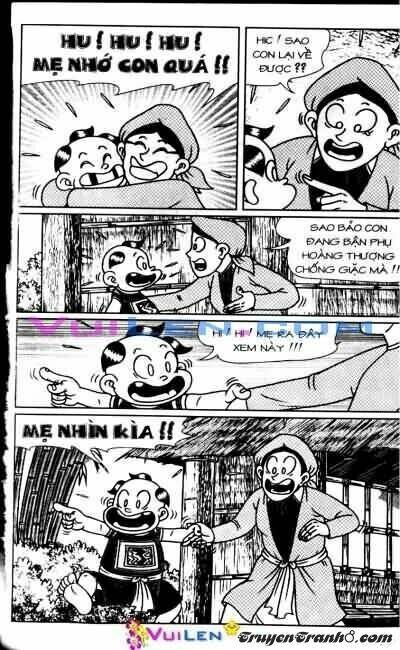 HU! HU! HU!
MẸ NHỚ CON QUÁ!!
HIC! SAO
CON LẠI VỀ
ĐƯỢC??
SAO BẢO CON
ĐANG BẬN PHỤ
HOÀNG THƯỢNG
CHỐNG GIẶC MÀ!!
VUILEN.COM
HI! HI! MẸ RA ĐÂY
XEM NÀY!!!
MẸ NHÌN KÌA!!
VUILEN
TruyenTranh8.com